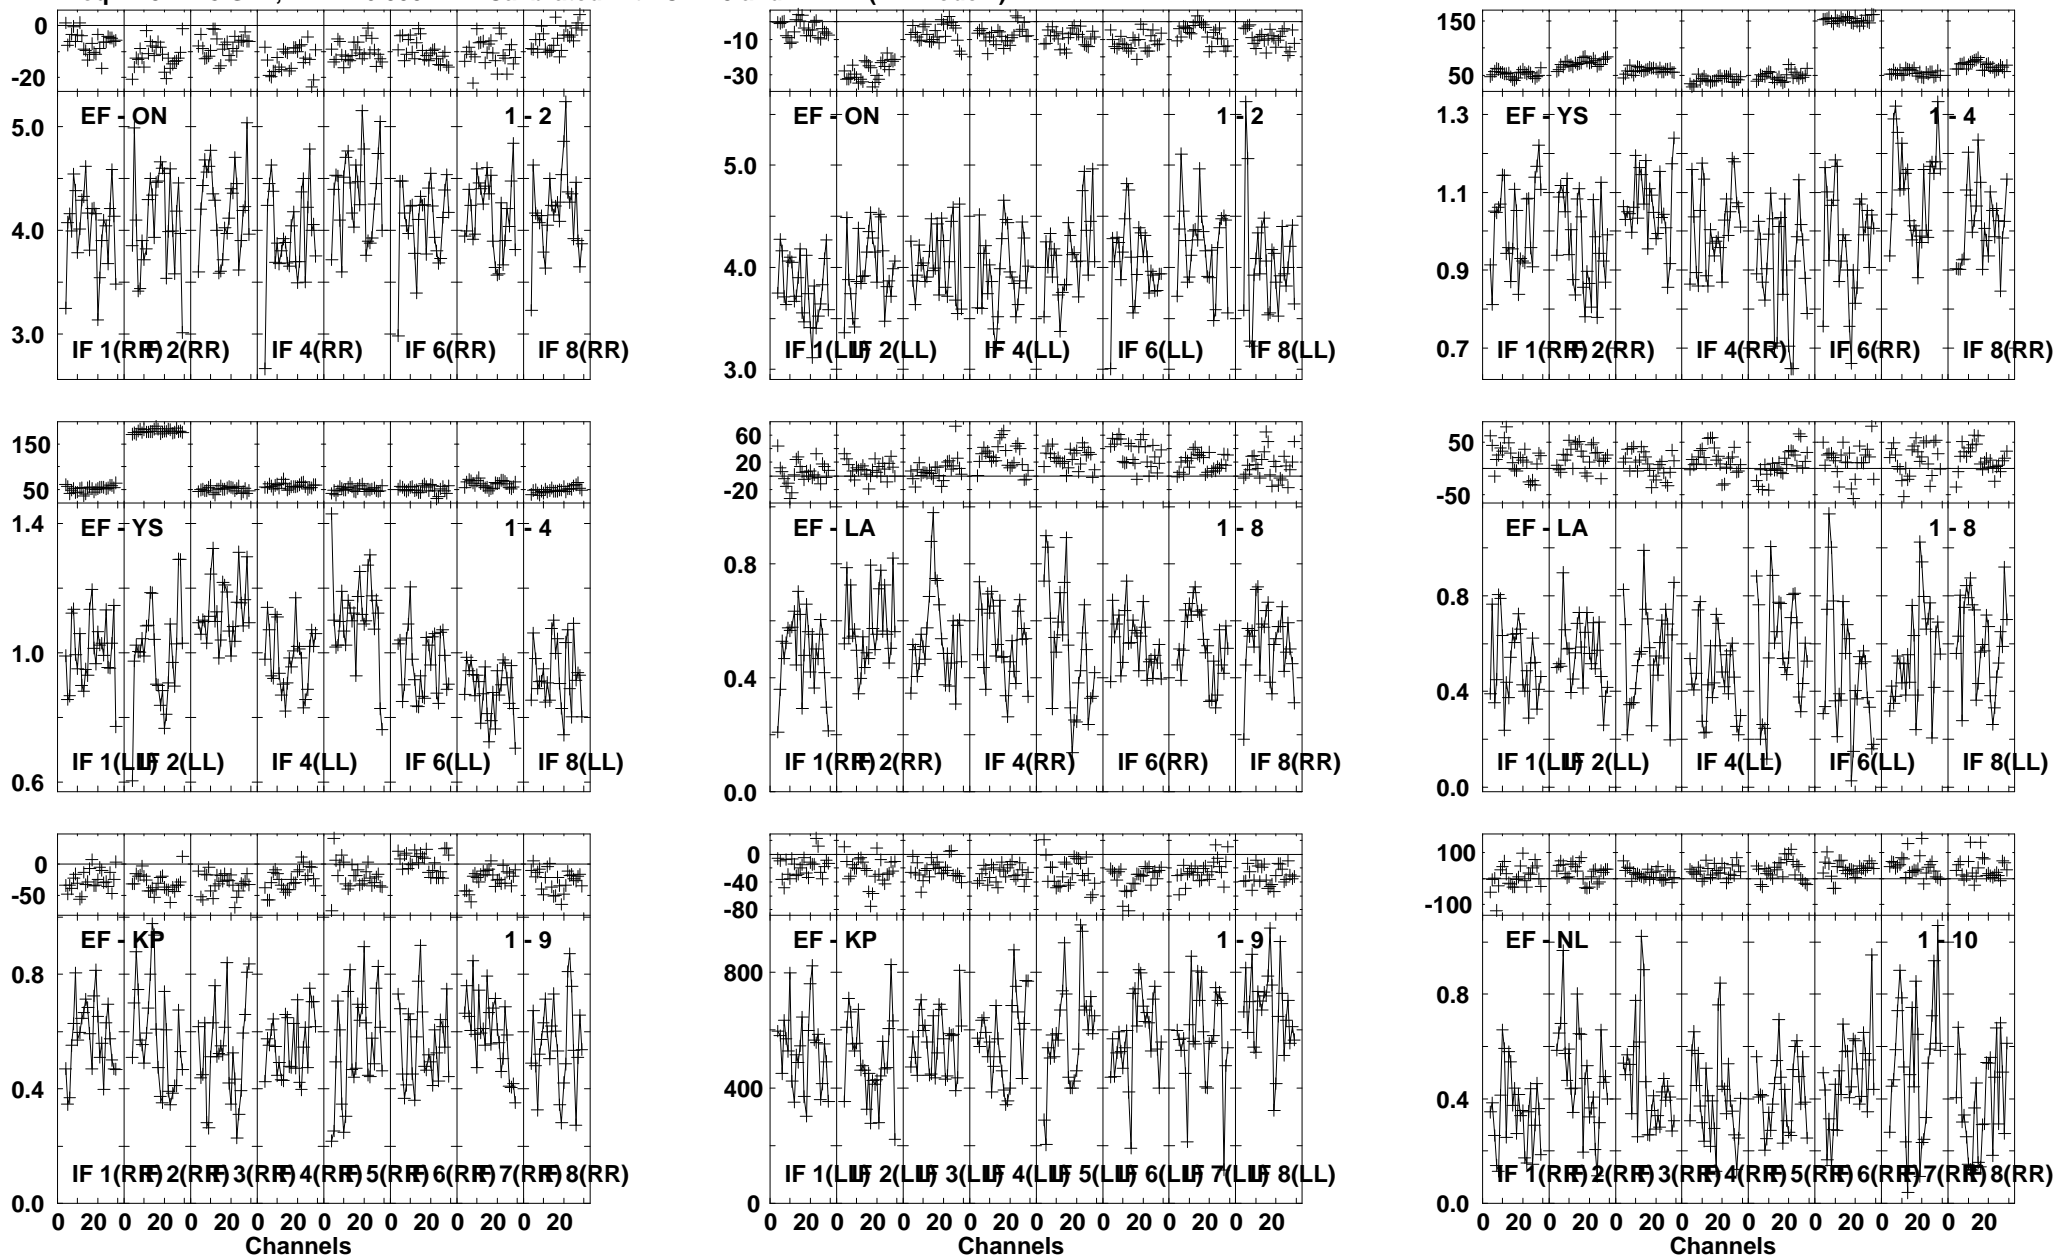 0 0 150
-20 -10 50
-30
EF - ON 1 - 2 EF - ON 1 - 2 EF - YS 1 - 4
5.0 5.0 1.3
4.0 4.0 1.1
3.0 3.0 0.9
0.7
IF 1(RR) IF 2(RR) IF 4(RR) IF 6(RR) IF 8(RR) IF 1(LL) IF 2(LL) IF 4(LL) IF 6(LL) IF 8(LL) IF 1(RR) IF 2(RR) IF 4(RR) IF 6(RR) IF 8(RR)
150 60 50
50 20 -50
-20
EF - YS 1 - 4 EF - LA 1 - 8 EF - LA 1 - 8
1.4 0.8 0.8
1.0 0.4 0.4
0.6 0.0 0.0
IF 1(LL) IF 2(LL) IF 4(LL) IF 6(LL) IF 8(LL) IF 1(RR) IF 2(RR) IF 4(RR) IF 6(RR) IF 8(RR) IF 1(LL) IF 2(LL) IF 4(LL) IF 6(LL) IF 8(LL)
0 0 100
-50 -40 -100
-80
EF - KP 1 - 9 EF - KP 1 - 9 EF - NL 1 - 10
0.8 800 0.8
0.4 400 0.4
IF 1(RR) IF 2(RR) IF 3(RR) IF 4(RR) IF 5(RR) IF 6(RR) IF 7(RR) IF 8(RR) IF 1(LL) IF 2(LL) IF 3(LL) IF 4(LL) IF 5(LL) IF 6(LL) IF 7(LL) IF 8(LL) IF 1(RR) IF 2(RR) IF 3(RR) IF 4(RR) IF 5(RR) IF 6(RR) IF 7(RR) IF 8(RR)
0.0 0 0.0
0 20 0 20 0 20 0 20 0 20 0 20 0 20 0 20 0 20 0 20 0 20 0 20 0 20 0 20 0 20 0 20 0 20 0 20 0 20 0 20 0 20 0 20 0 20 0 20
Channels Channels Channels